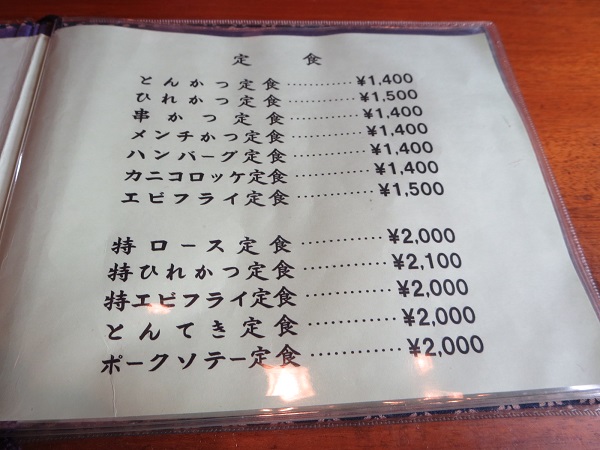 定食
とんかつ定食…………¥1,400
ひれかつ定食…………¥1,500
串かつ定食…………¥1,400
メンチかつ定食…………¥1,400
ハンバーグ定食…………¥1,400
カニコロッケ定食…………¥1,400
エビフライ定食…………¥1,500
特ロース定食…………¥2,000
特ひれかつ定食…………¥2,100
特エビフライ定食…………¥2,000
とんてき定食…………¥2,000
ポークソテー定食…………¥2,000